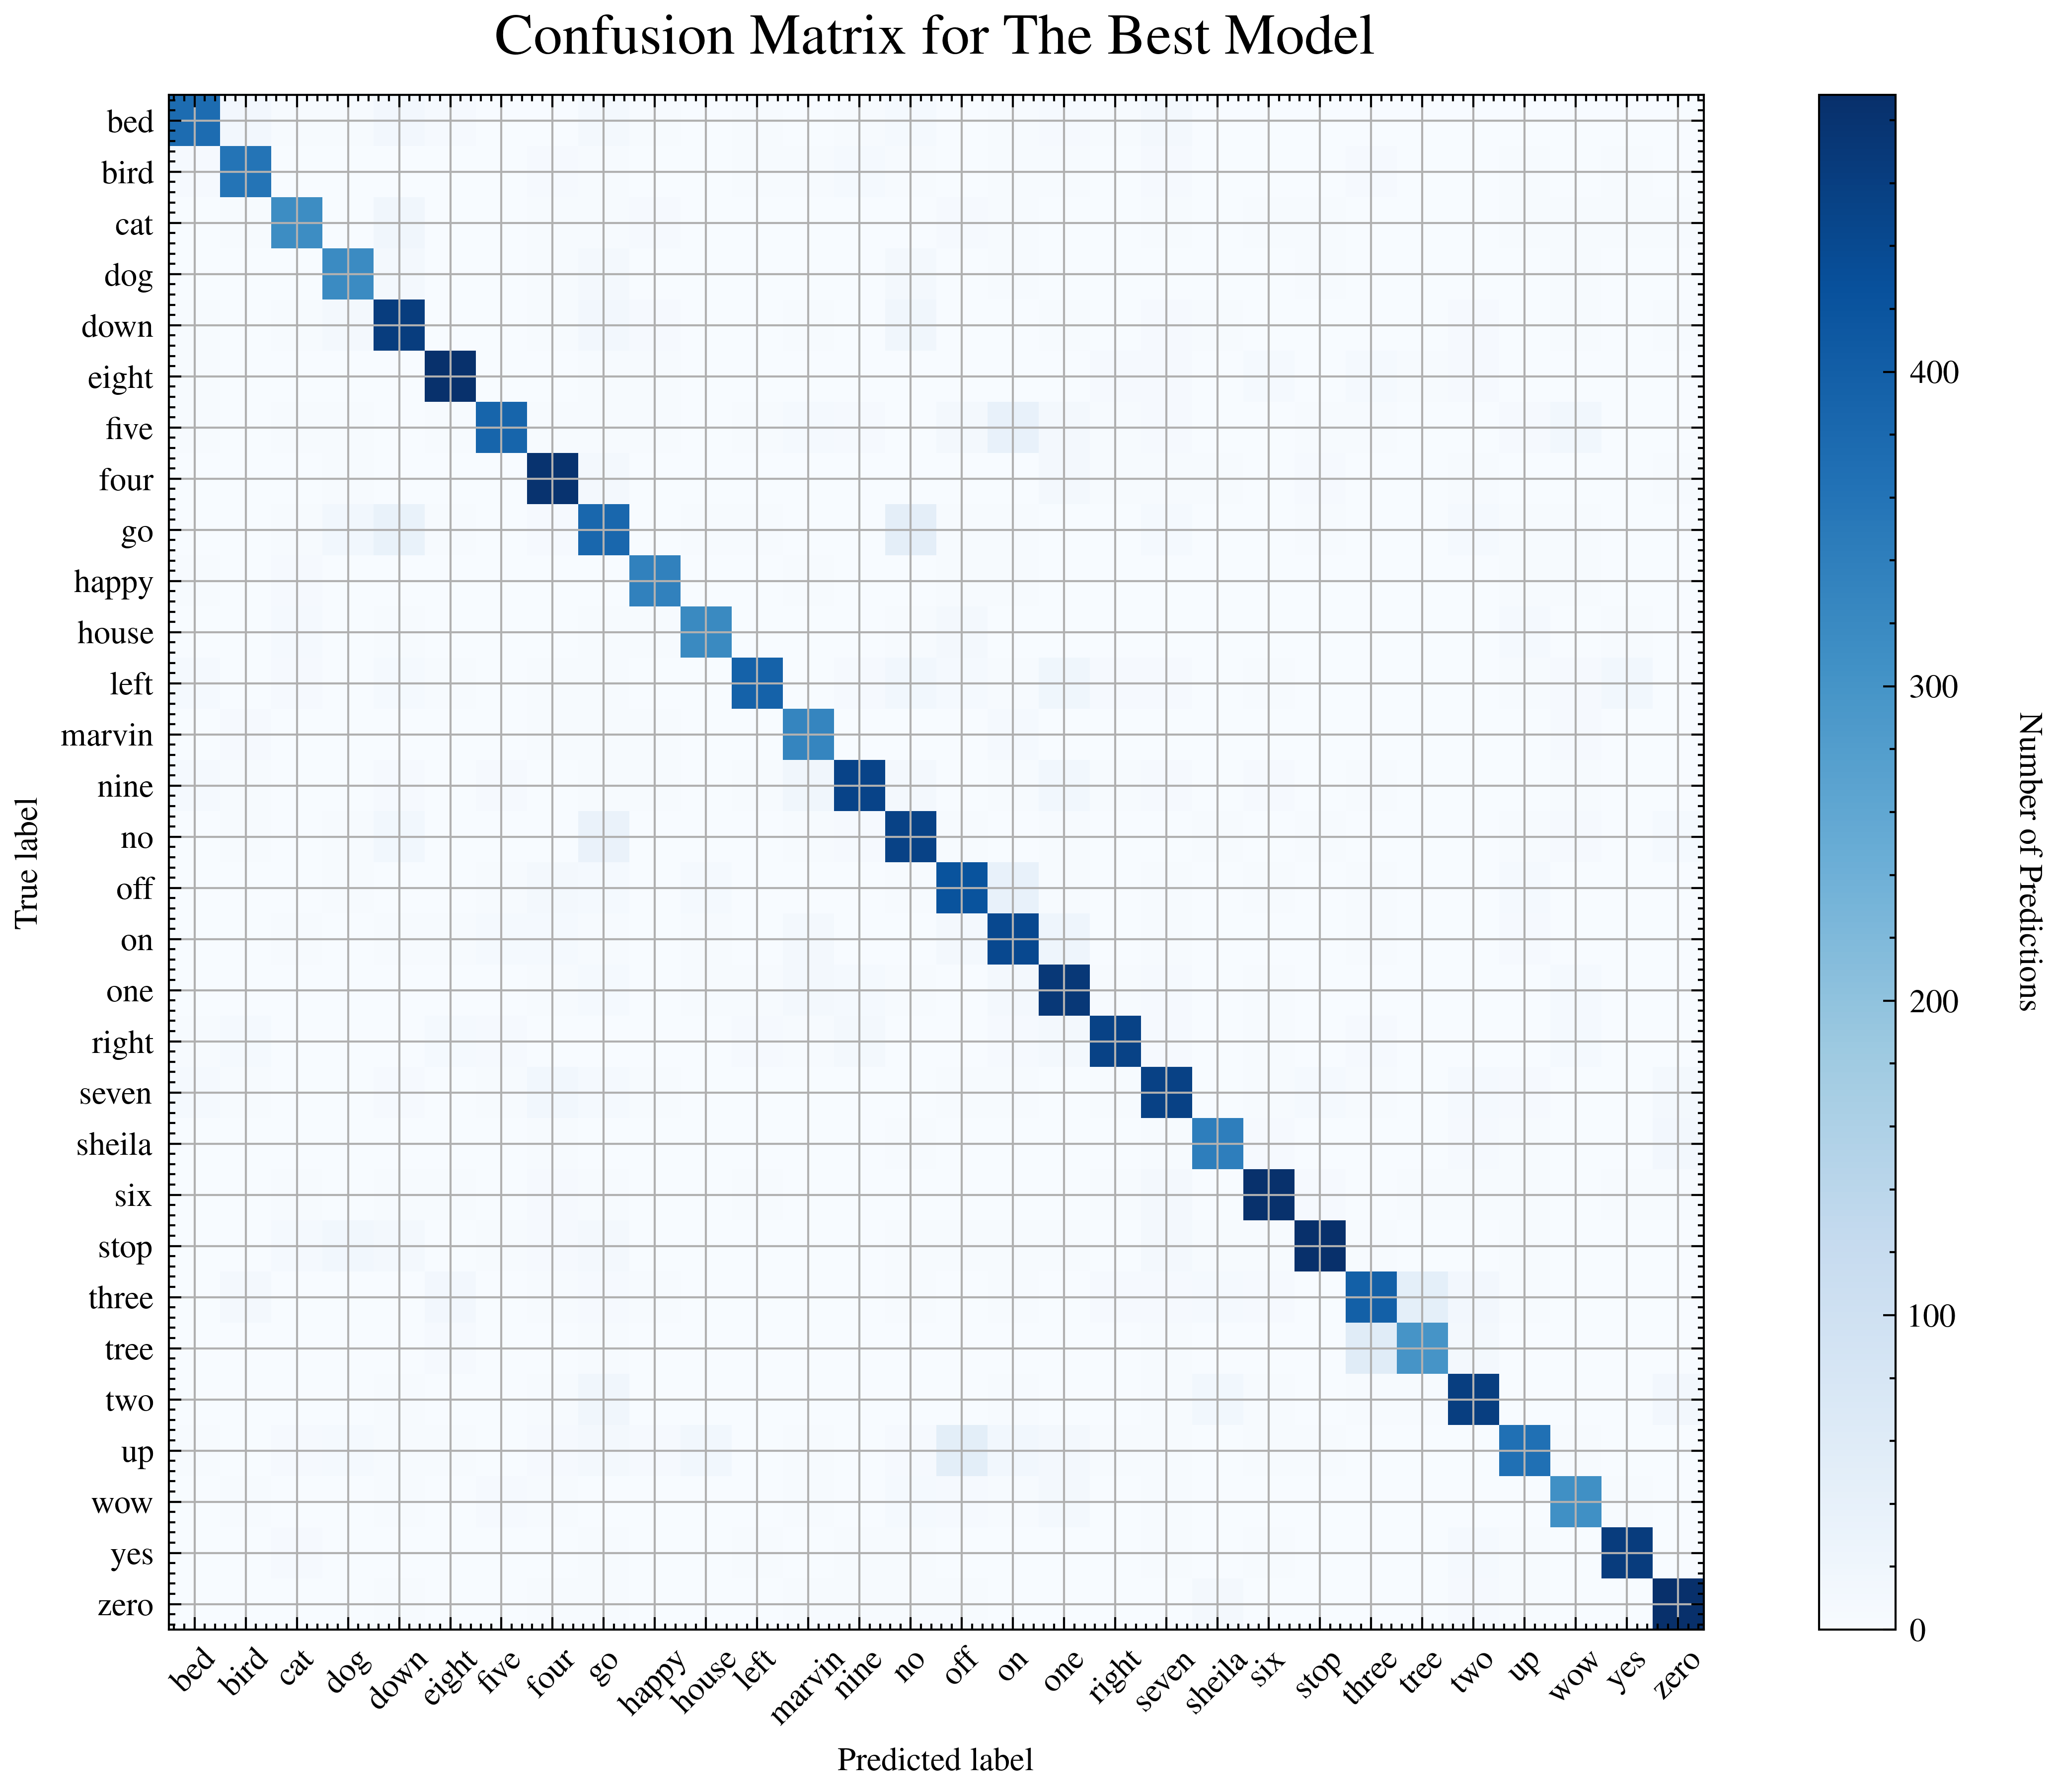 Confusion Matrix for The Best Model
bed
bird
cat
dog
down
eight
five
four
go
happy
house
left
marvin
nine
no
off
on
one
right
seven
sheila
six
stop
three
tree
two
up
wow
yes
zero
True label
bed
bird
cat
dog
down
eight
five
four
go
happy
house
left
marvin
nine
no
off
on
one
right
seven
sheila
six
stop
three
tree
two
up
wow
yes
zero
Predicted label
400
300
200
100
0
Number of Predictions